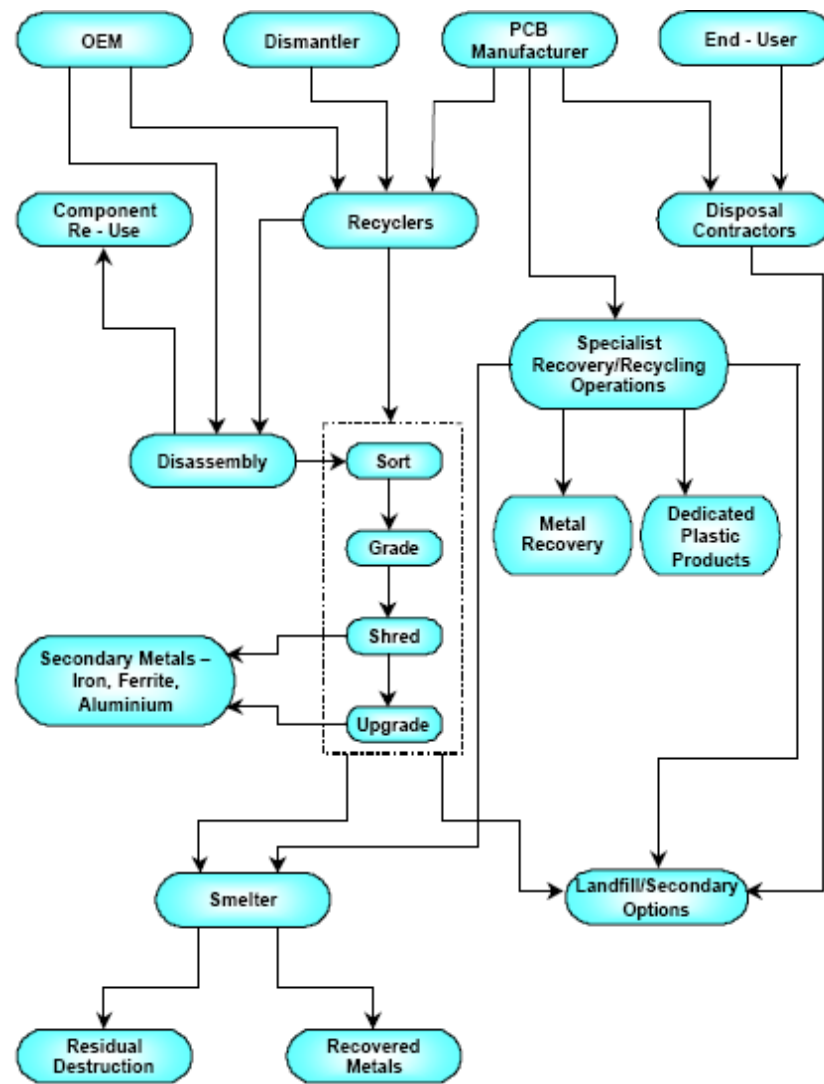 OEM
Dismantler
PCB
Manufacturer
End - User
Component
Re - Use
Recyclers
Disposal
Contractors
Specialist
Recovery/Recycling
Operations
Disassembly
Sort
Metal
Recovery
Dedicated
Plastic
Products
Grade
Shred
Secondary Metals –
Iron, Ferrite,
Aluminium
Upgrade
Smelter
Landfill/Secondary
Options
Residual
Destruction
Recovered
Metals